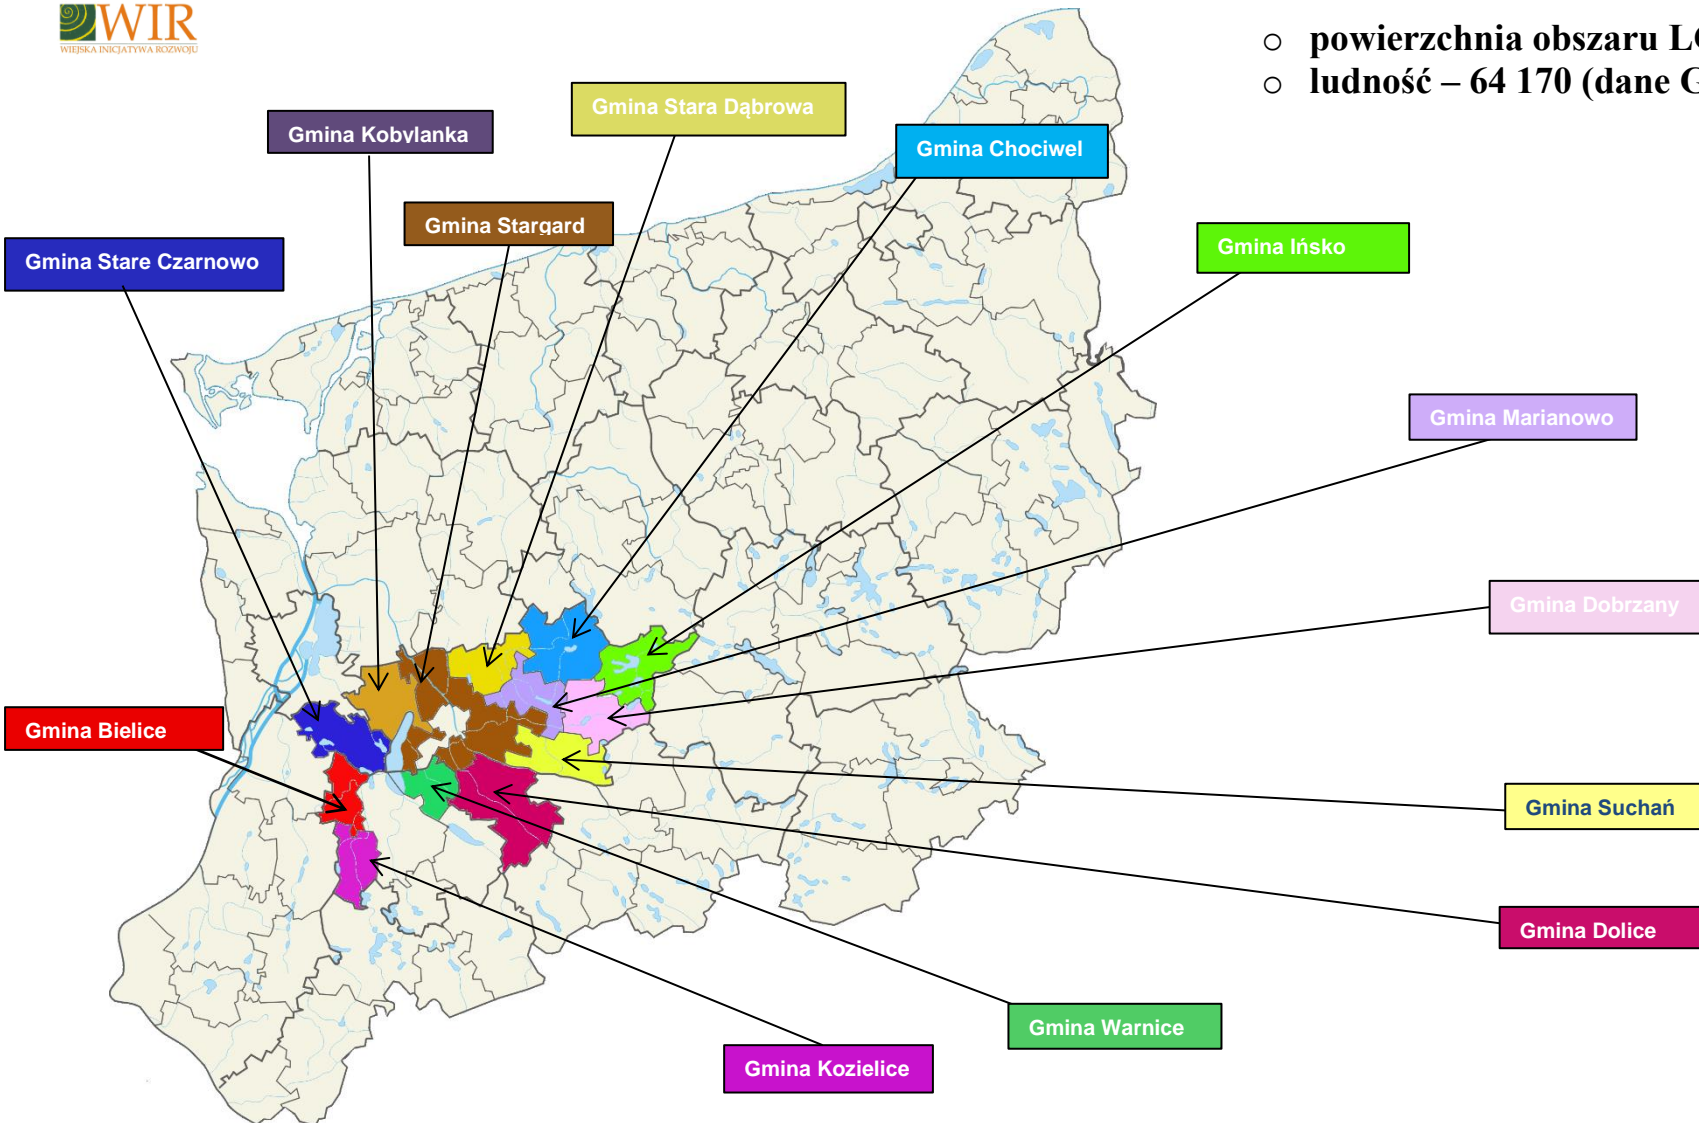 WIR
WIEJSKA INICJATYWA ROZWOJU
○ powierzchnia obszaru
○ ludność – 64 170 (dane
Gmina Stara Dąbrowa
Gmina Kobylanka
Gmina Chociwel
Gmina Stargard
Gmina Ińsko
Gmina Stare Czarnowo
Gmina Marianowo
Gmina Dobrzany
Gmina Bielice
Gmina Suchań
Gmina Dolice
Gmina Warnice
Gmina Kozielice